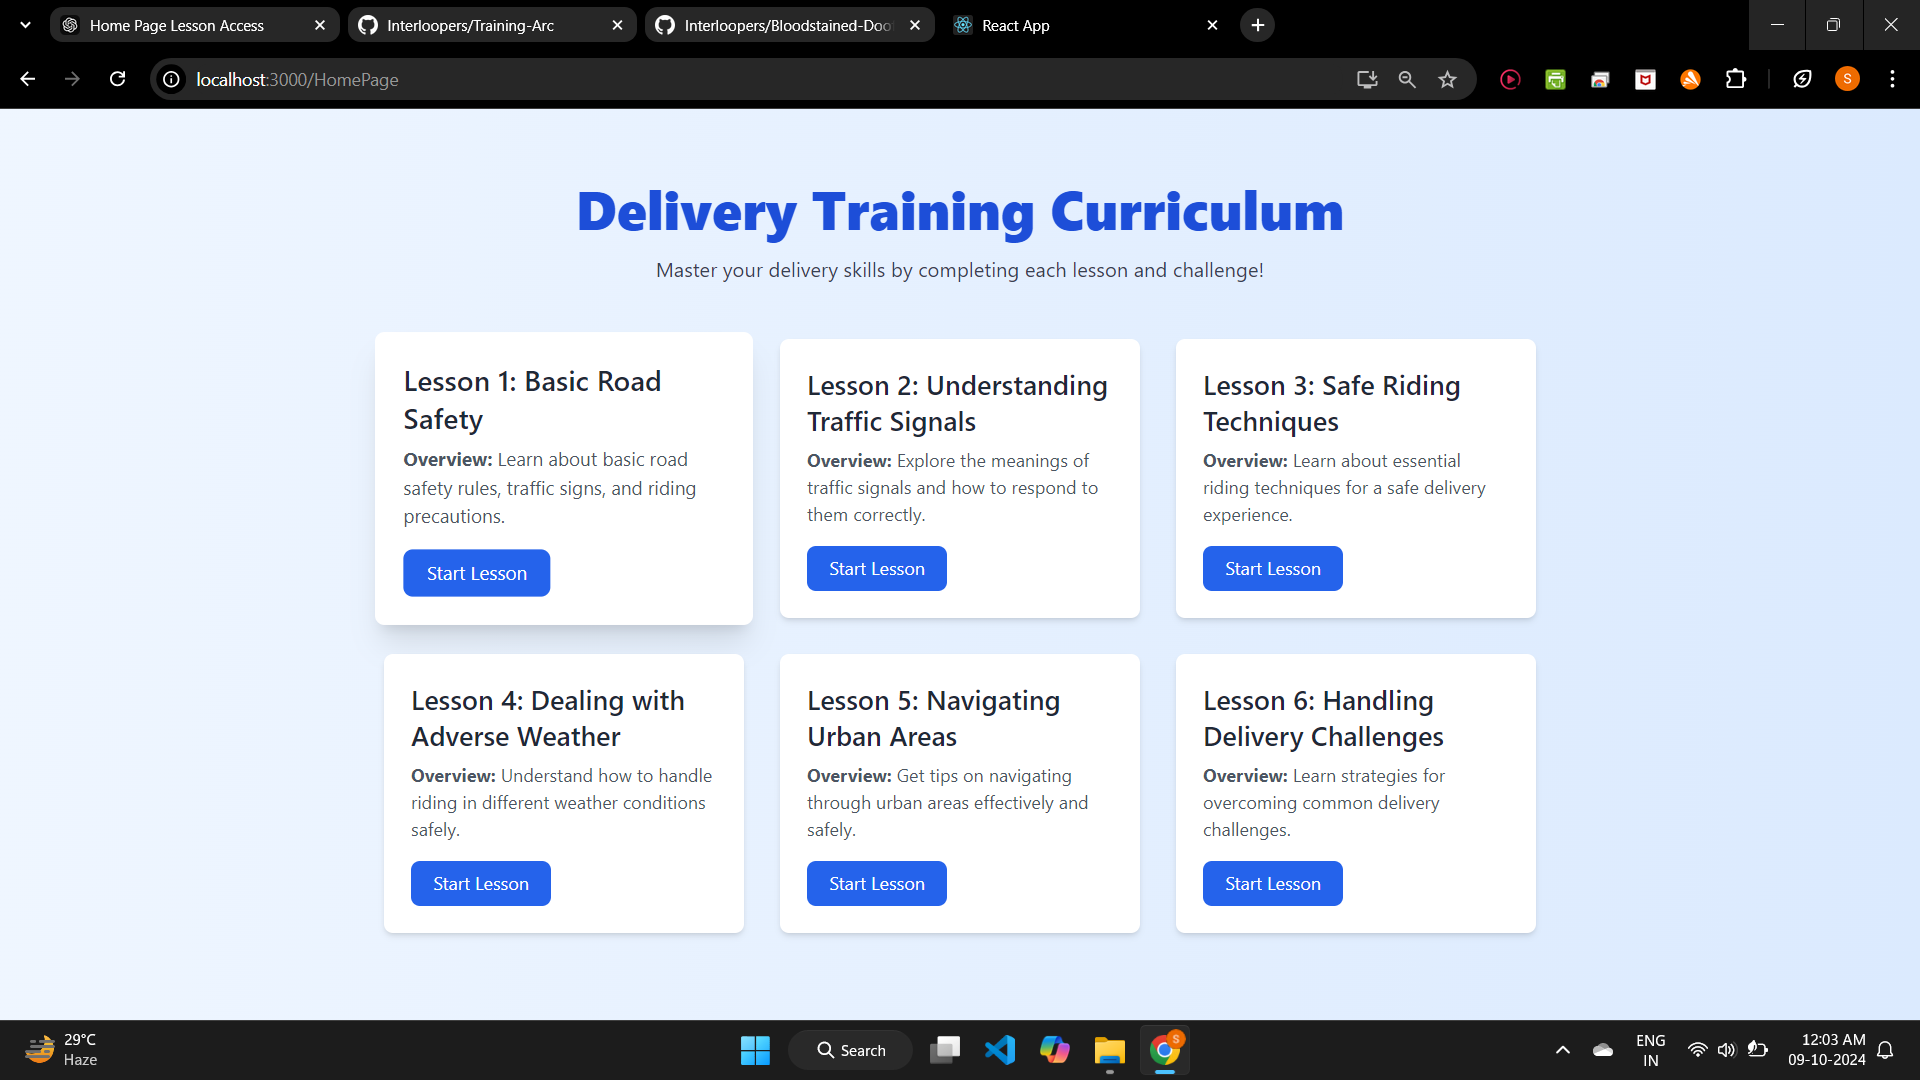 Home Page Lesson Access
Interloopers/Training-Arc
Interloopers/Bloodstained-Doo
React App
localhost:3000/HomePage
S
Delivery Training Curriculum
Master your delivery skills by completing each lesson and challenge!
Lesson 1: Basic Road
Safety
Overview: Learn about basic road
safety rules, traffic signs, and riding
precautions.
Start Lesson
Lesson 2: Understanding
Traffic Signals
Overview: Explore the meanings of
traffic signals and how to respond to
them correctly.
Start Lesson
Lesson 3: Safe Riding
Techniques
Overview: Learn about essential
riding techniques for a safe delivery
experience.
Start Lesson
Lesson 4: Dealing with
Adverse Weather
Overview: Understand how to handle
riding in different weather conditions
safely.
Start Lesson
Lesson 5: Navigating
Urban Areas
Overview: Get tips on navigating
through urban areas effectively and
safely.
Start Lesson
Lesson 6: Handling
Delivery Challenges
Overview: Learn strategies for
overcoming common delivery
challenges.
Start Lesson
29°C
Haze
Search
S
ENG
IN
12:03 AM
09-10-2024